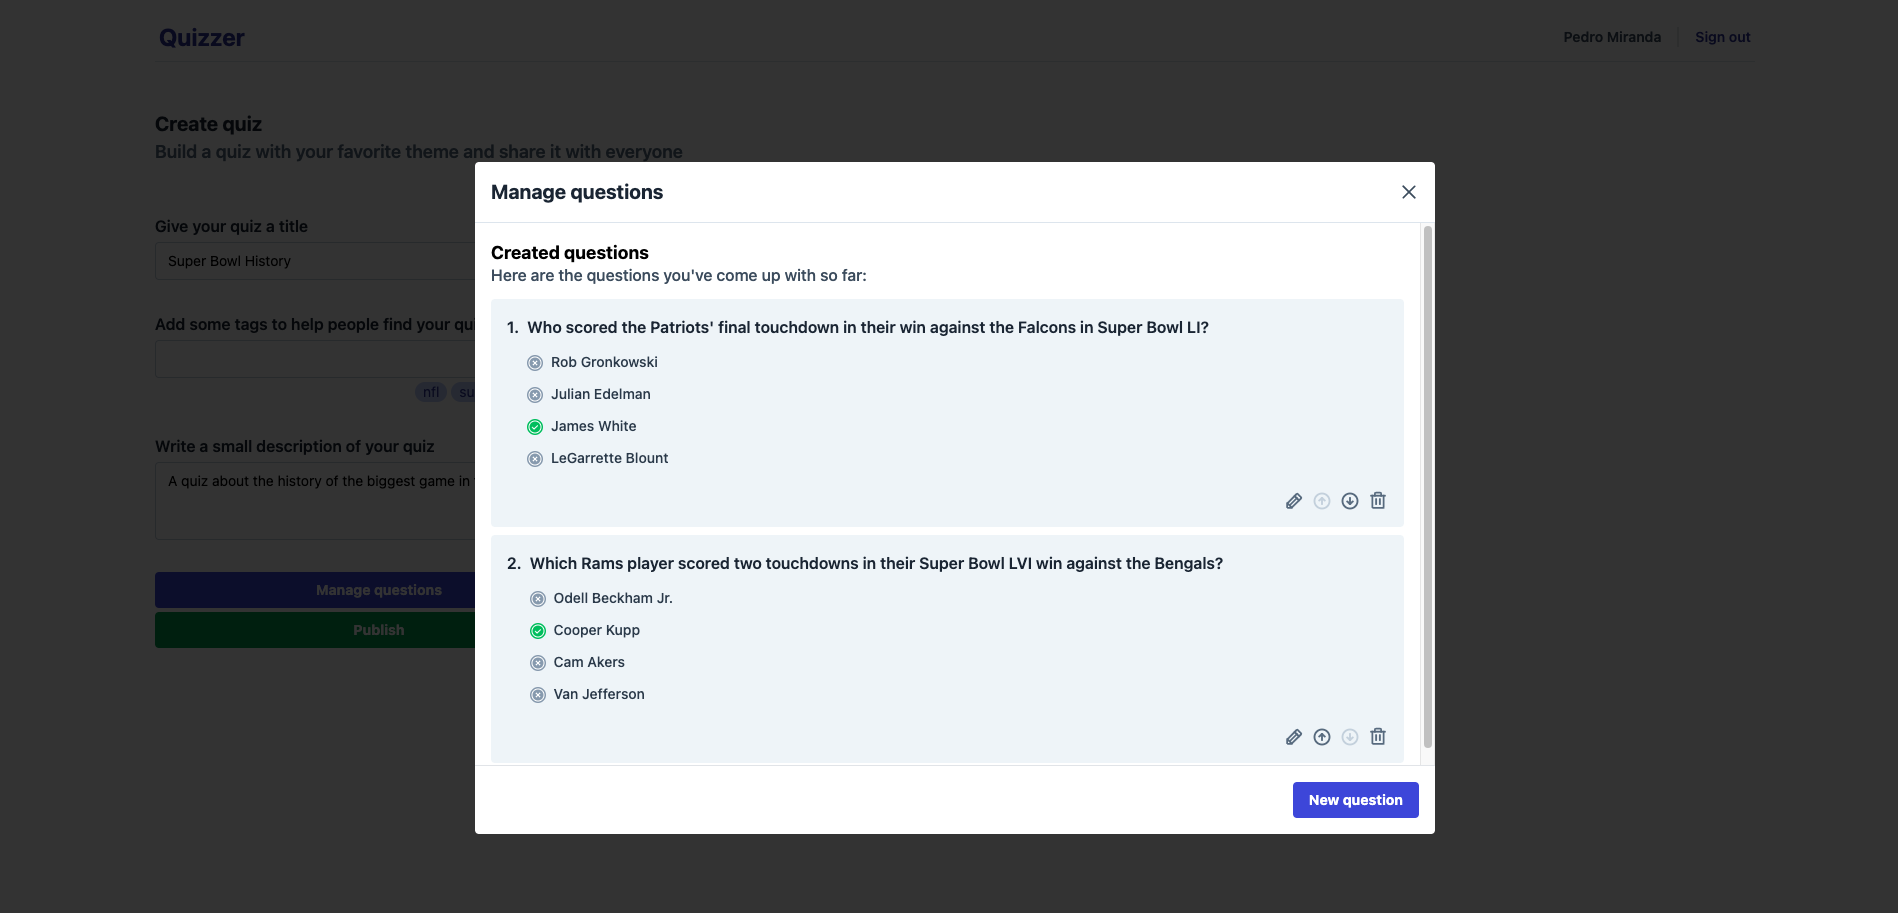 Quizzer
Pedro Miranda
Sign out
Create quiz
Build a quiz with your favorite theme and share it with everyone
Give your quiz a title
Super Bowl History
Add some tags to help people find your
nfl
Write a small description of your quiz
A quiz about the history of the biggest game in
Manage questions
Publish
Manage questions
Created questions
Here are the questions you've come up with so far:
1. Who scored the Patriots' final touchdown in their win against the Falcons in Super Bowl LI?
Rob Gronkowski
Julian Edelman
James White
LeGarrette Blount
2. Which Rams player scored two touchdowns in their Super Bowl LVI win against the Bengals?
Odell Beckham Jr.
Cooper Kupp
Cam Akers
Van Jefferson
New question